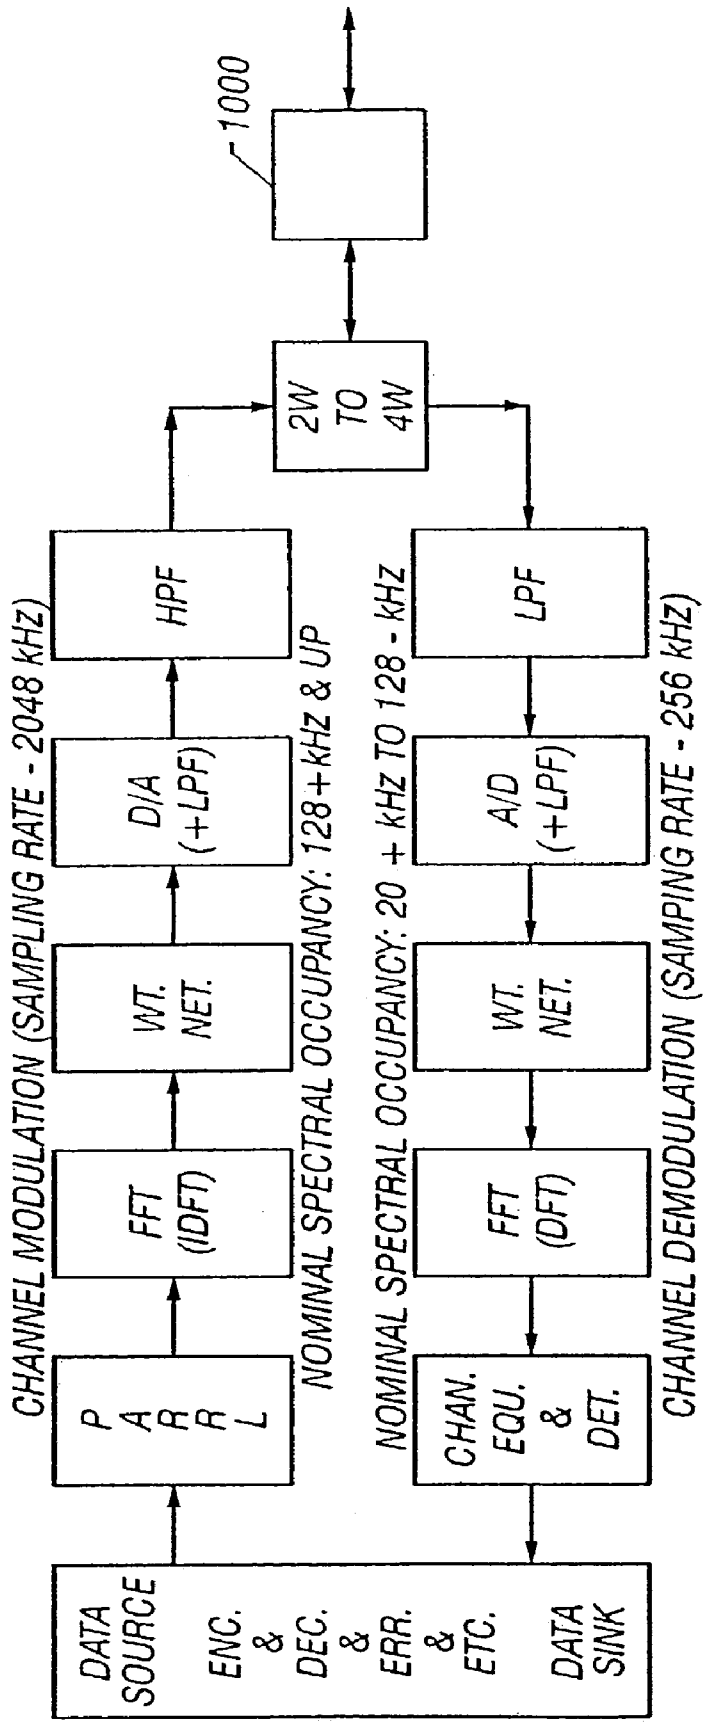 CHANNEL MODULATION (SAMPLING RATE - 2048 kHz)
DATA
SOURCE
ENC.
&
DEC.
&
ERR.
&
ETC.
DATA
SINK
P
A
R
R
L
FFT
(IDFT)
WT.
NET.
D/A
(+LPF)
HPF
NOMINAL SPECTRAL OCCUPANCY: 128+kHz & UP
2W
TO
4W
1000
NOMINAL SPECTRAL OCCUPANCY: 20 + kHz TO 128 - kHz
CHAN.
EQU.
&
DET.
FFT
(DFT)
WT.
NET.
A/D
(+LPF)
LPF
CHANNEL DEMODULATION (SAMPING RATE - 256 kHz)